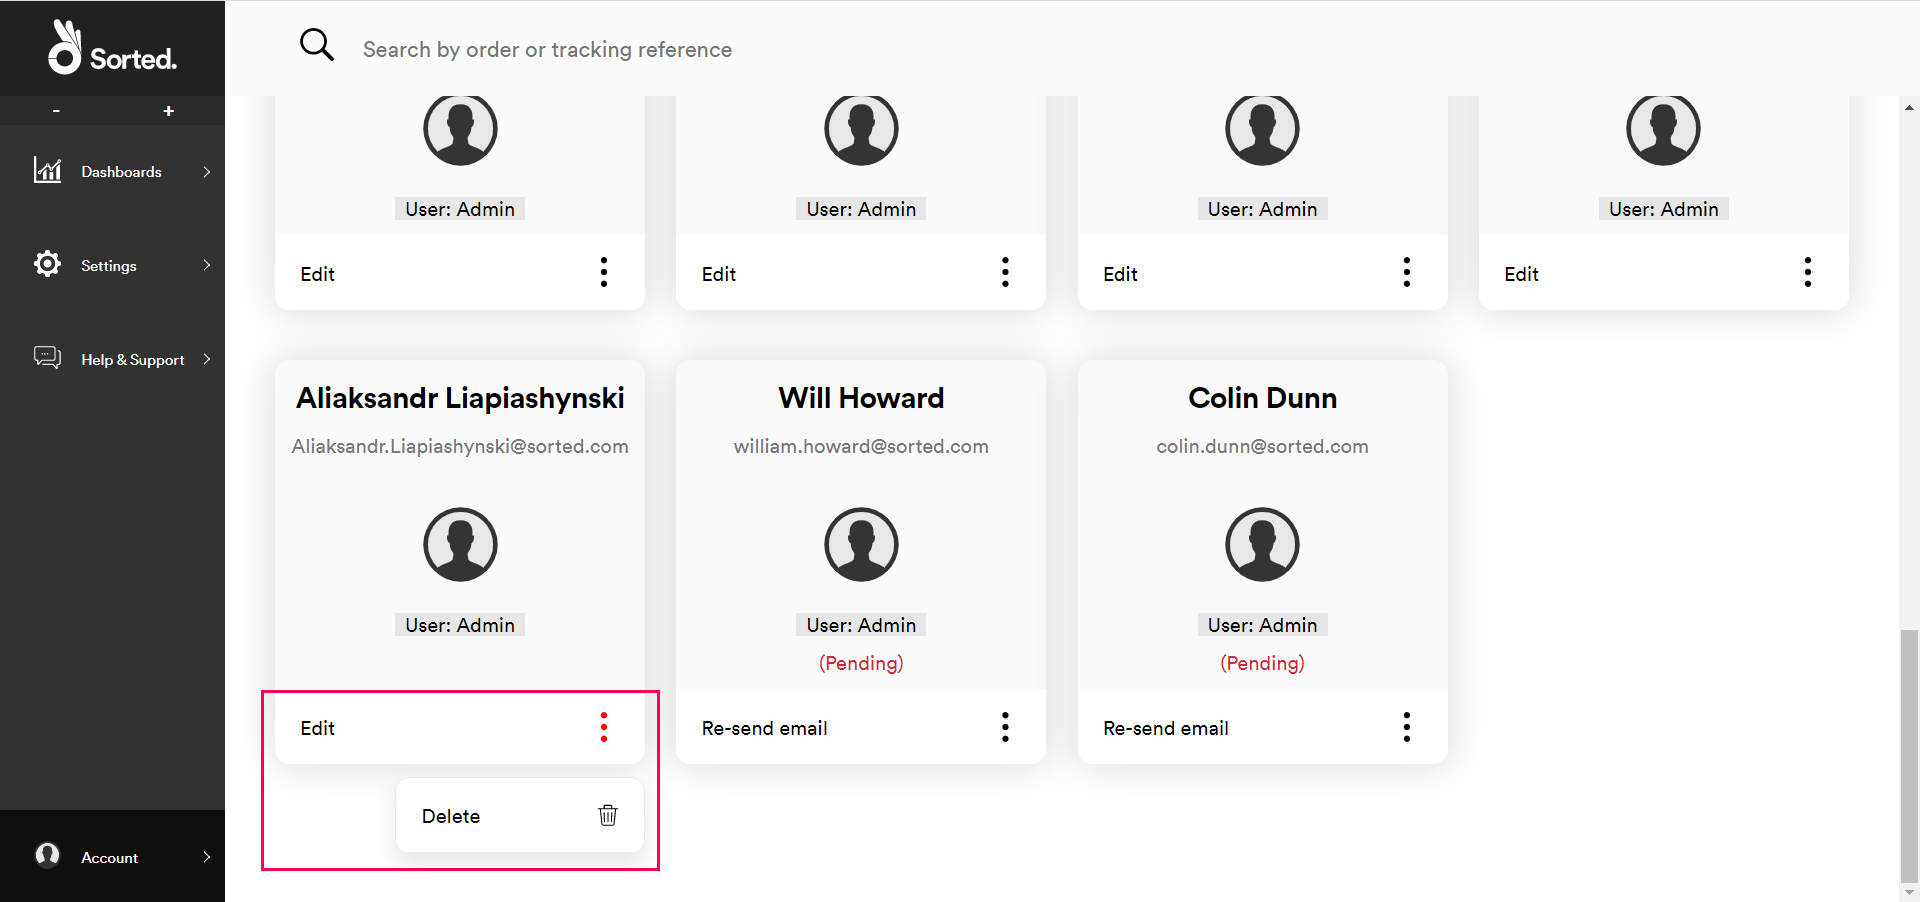 Sorted.
Search by order or tracking reference
- +
Dashboards
Settings
Help & Support
Account
User: Admin
Edit
User: Admin
Edit
User: Admin
Edit
User: Admin
Edit
Aliaksandr Liapiashynski
Aliaksandr.Liapiashynski@sorted.com
User: Admin
Edit
Delete
Will Howard
william.howard@sorted.com
User: Admin
(Pending)
Re-send email
Colin Dunn
colin.dunn@sorted.com
User: Admin
(Pending)
Re-send email